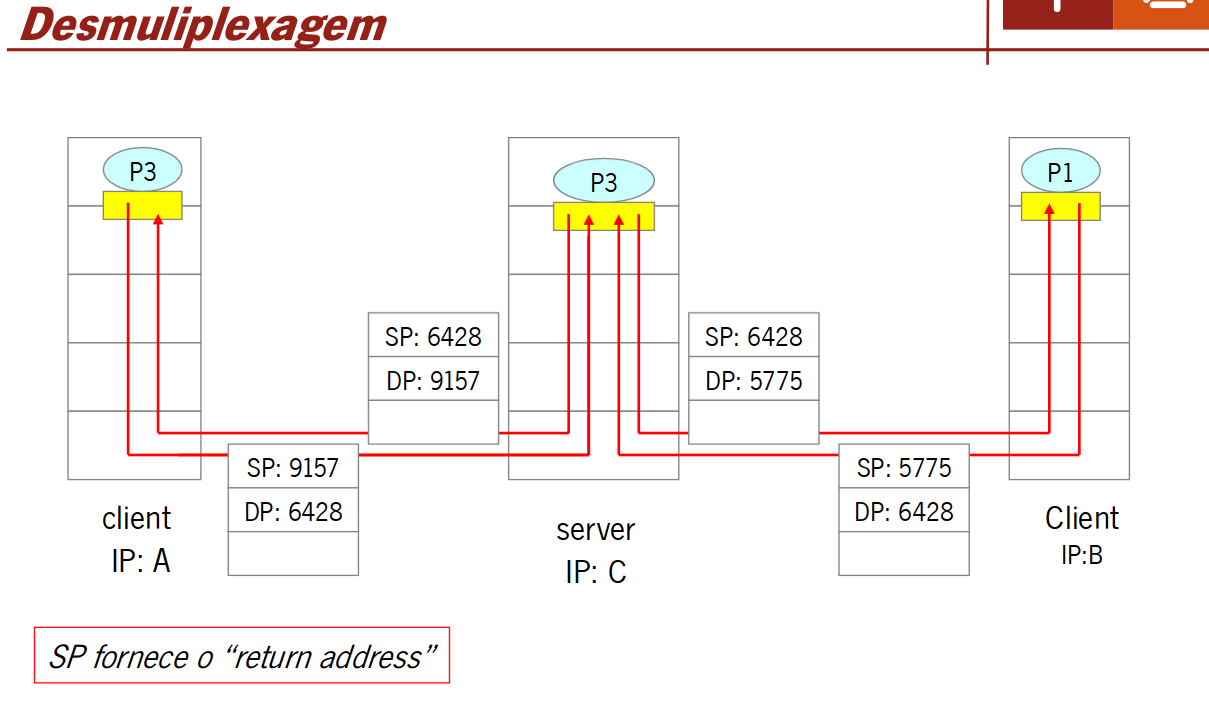 Desmuliplexagem
P3
P3
P1
SP: 6428
DP: 9157
SP: 6428
DP: 5775
SP: 9157
DP: 6428
SP: 5775
DP: 6428
client
IP: A
server
IP: C
Client
IP:B
SP fornece o “return address”